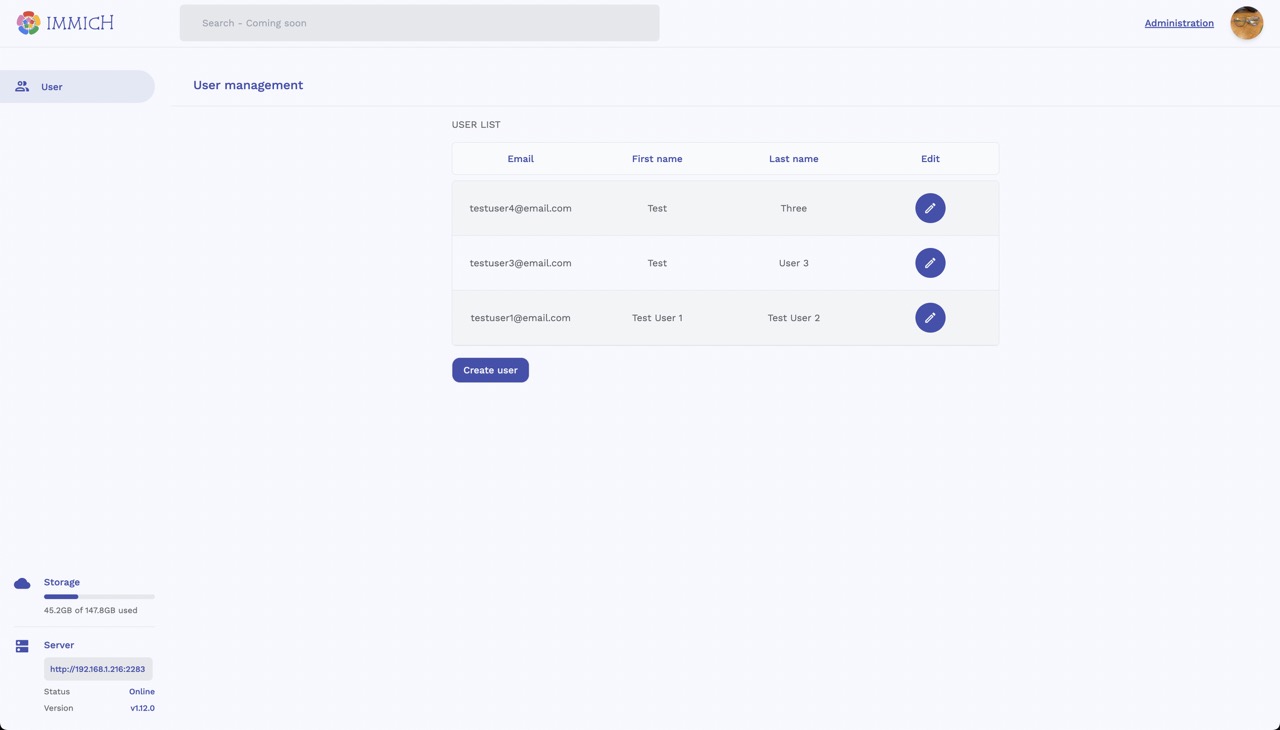 IMMICH
Search - Coming soon
Administration
User
User management
USER LIST
Email First name Last name Edit
testuser4@email.com Test Three
testuser3@email.com Test User 3
testuser1@email.com Test User 1 Test User 2
Create user
Storage
45.2GB of 147.8GB used
Server
http://192.168.1.216:2283
Status Online
Version v1.12.0